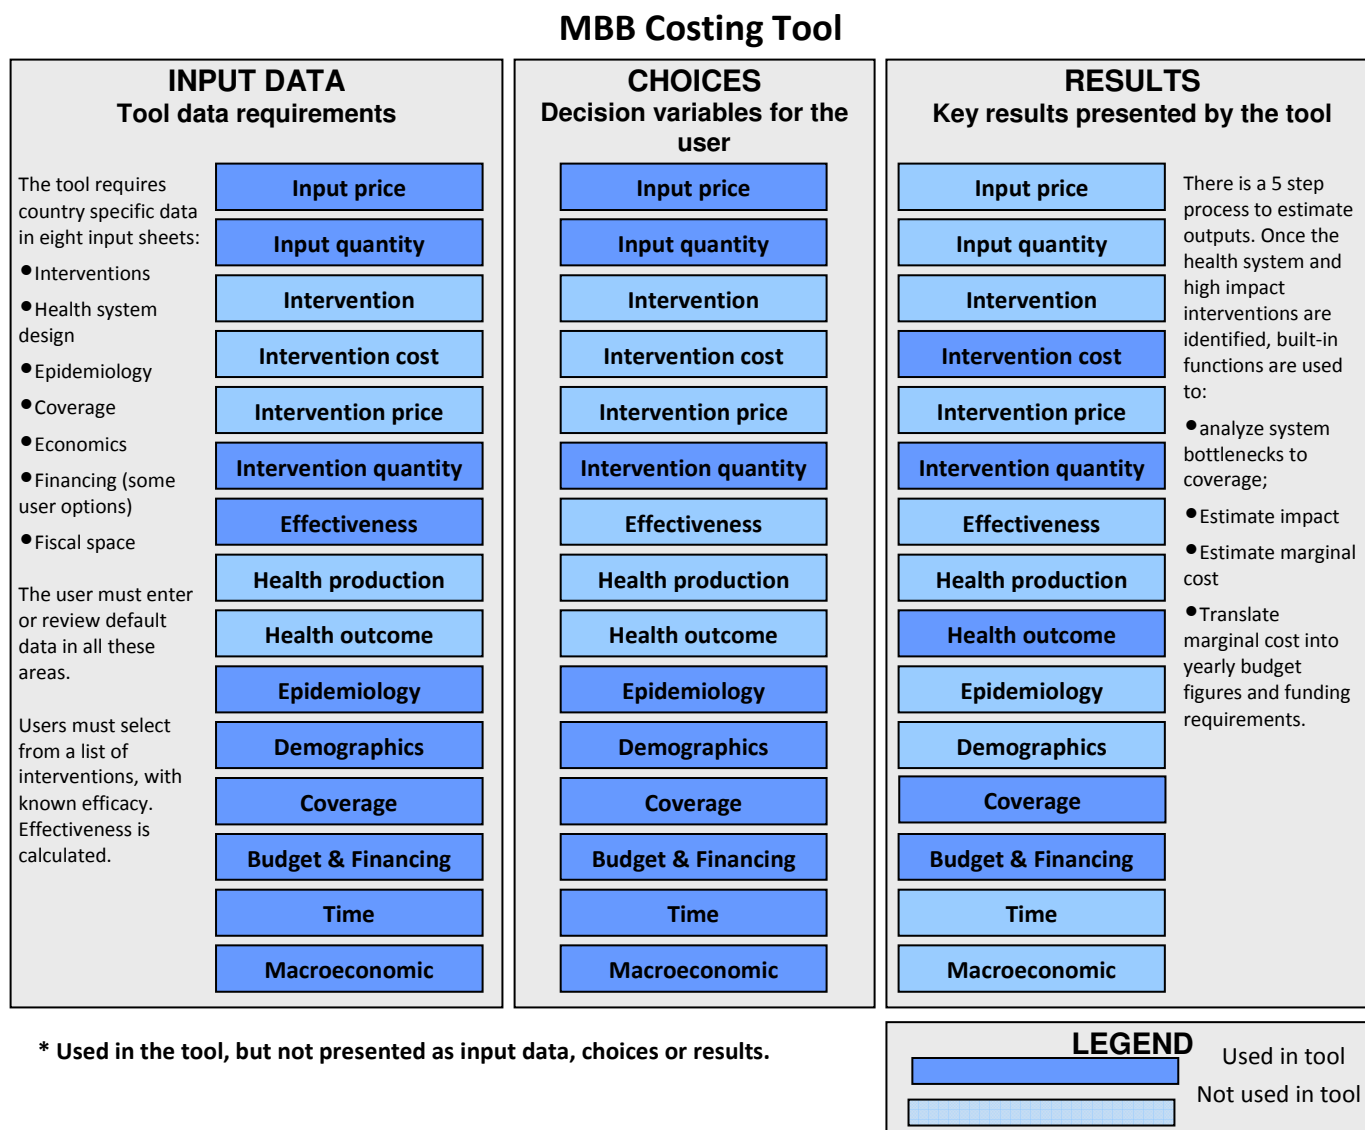 MBB Costing Tool
INPUT DATA
Tool data requirements
The tool requires
country specific data
in eight input sheets:
•Interventions
•Health system
design
•Epidemiology
•Coverage
•Economics
•Financing (some
user options)
•Fiscal space
The user must enter
or review default
data in all these
areas.
Users must select
from a list of
interventions, with
known efficacy.
Effectiveness is
calculated.
Input price
Input quantity
Intervention
Intervention cost
Intervention price
Intervention quantity
Effectiveness
Health production
Health outcome
Epidemiology
Demographics
Coverage
Budget & Financing
Time
Macroeconomic
CHOICES
Decision variables for the
user
Input price
Input quantity
Intervention
Intervention cost
Intervention price
Intervention quantity
Effectiveness
Health production
Health outcome
Epidemiology
Demographics
Coverage
Budget & Financing
Time
Macroeconomic
RESULTS
Key results presented by the tool
Input price
Input quantity
Intervention
Intervention cost
Intervention price
Intervention quantity
Effectiveness
Health production
Health outcome
Epidemiology
Demographics
Coverage
Budget & Financing
Time
Macroeconomic
There is a 5 step
process to estimate
outputs. Once the
health system and
high impact
interventions are
identified, built-in
functions are used
to:
•analyze system
bottlenecks to
coverage;
•Estimate impact
•Estimate marginal
cost
•Translate
marginal cost into
yearly budget
figures and funding
requirements.
* Used in the tool, but not presented as input data, choices or results.
LEGEND
Used in tool
Not used in tool